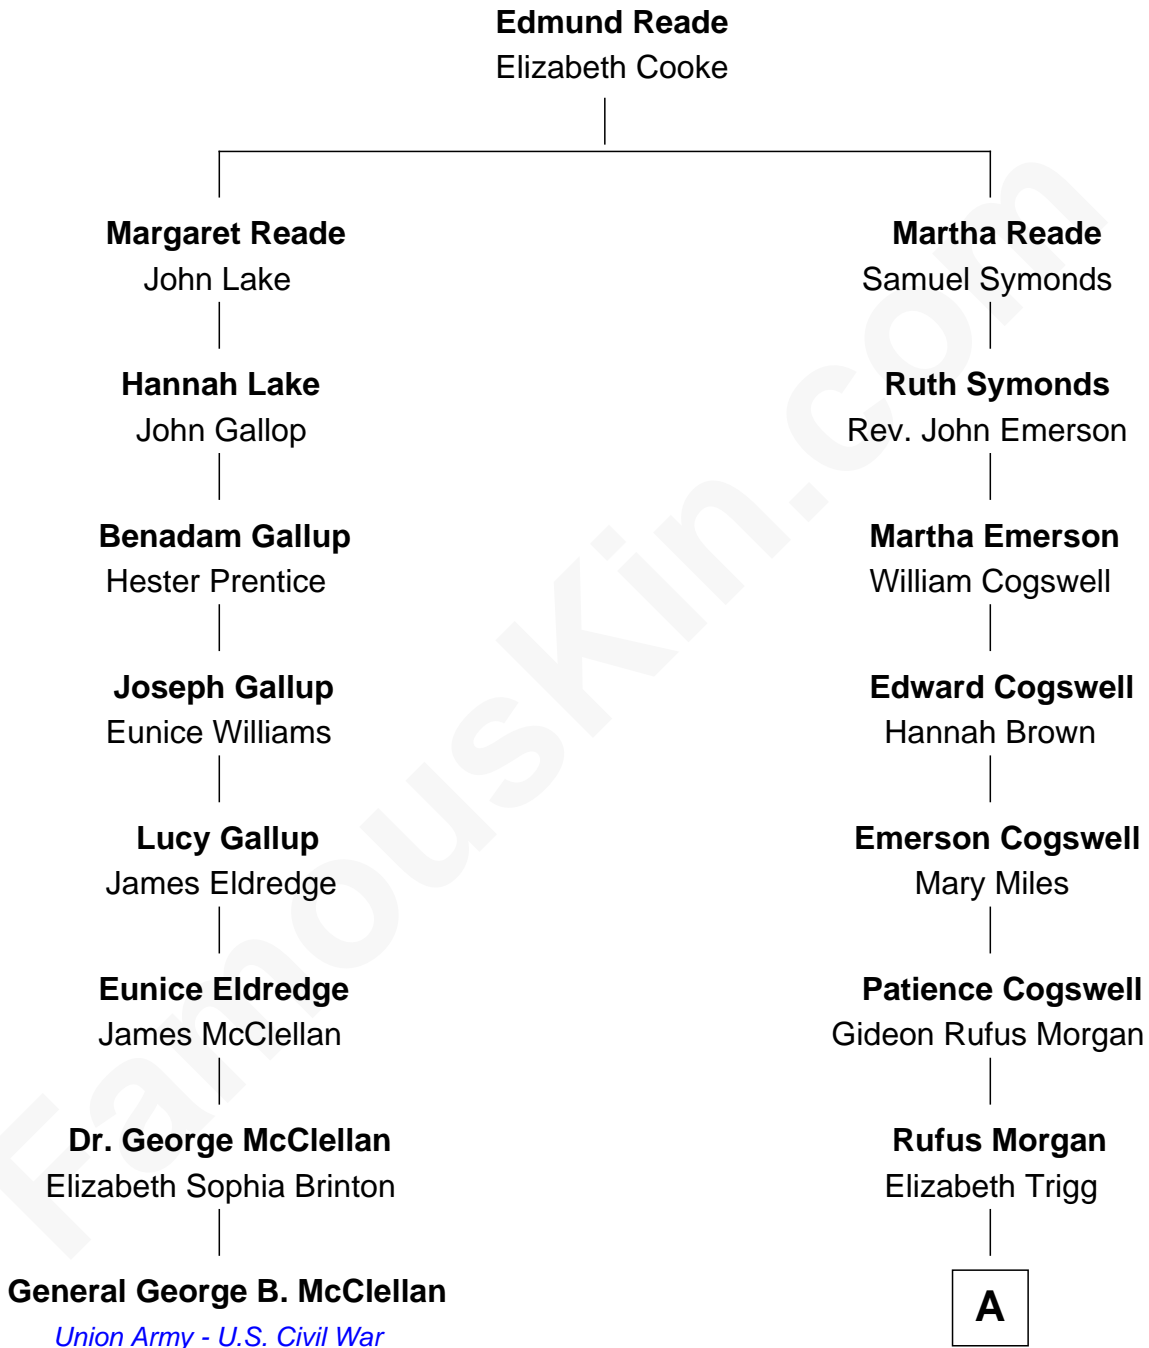 Edmund Reade
Elizabeth Cooke
Margaret Reade
John Lake
Martha Reade
Samuel Symonds
Hannah Lake
John Gallop
Ruth Symonds
Rev. John Emerson
Benadam Gallup
Hester Prentice
Martha Emerson
William Cogswell
Joseph Gallup
Eunice Williams
Edward Cogswell
Hannah Brown
Lucy Gallup
James Eldredge
Emerson Cogswell
Mary Miles
Eunice Eldredge
James McClellan
Patience Cogswell
Gideon Rufus Morgan
Dr. George McClellan
Elizabeth Sophia Brinton
Rufus Morgan
Elizabeth Trigg
General George B. McClellan
Union Army - U.S. Civil War
A
FamousKin.com